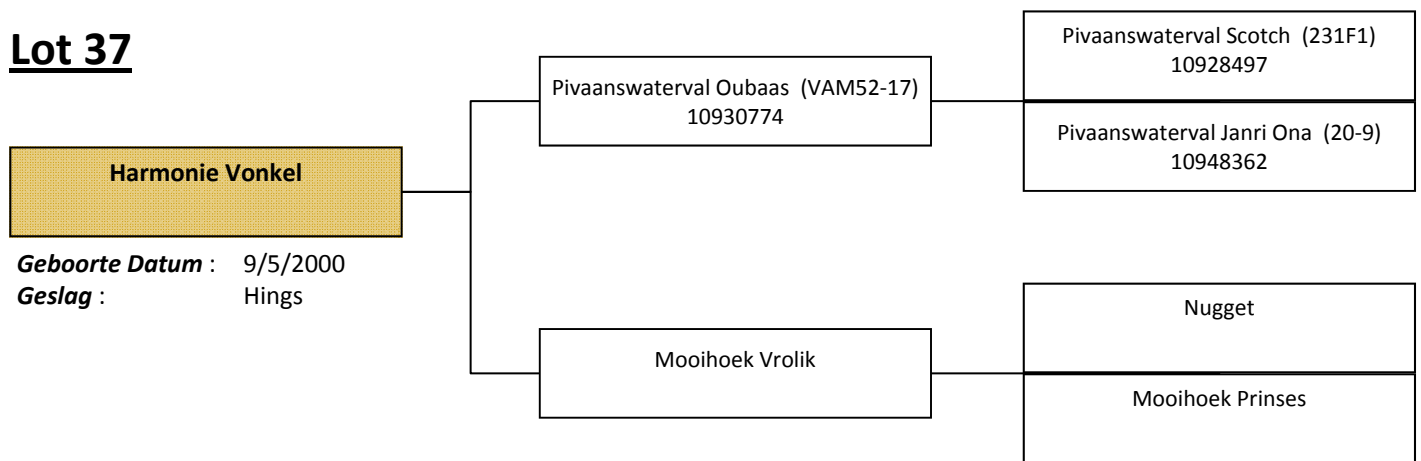 Lot 37
Harmonie Vonkel
Geboorte Datum : 9/5/2000
Geslag : Hings
Pivaanswaterval Oubaas (VAM52-17)
10930774
Mooihoek Vrolik
Pivaanswaterval Scotch (231F1)
10928497
Pivaanswaterval Janri Ona (20-9)
10948362
Nugget
Mooihoek Prinses